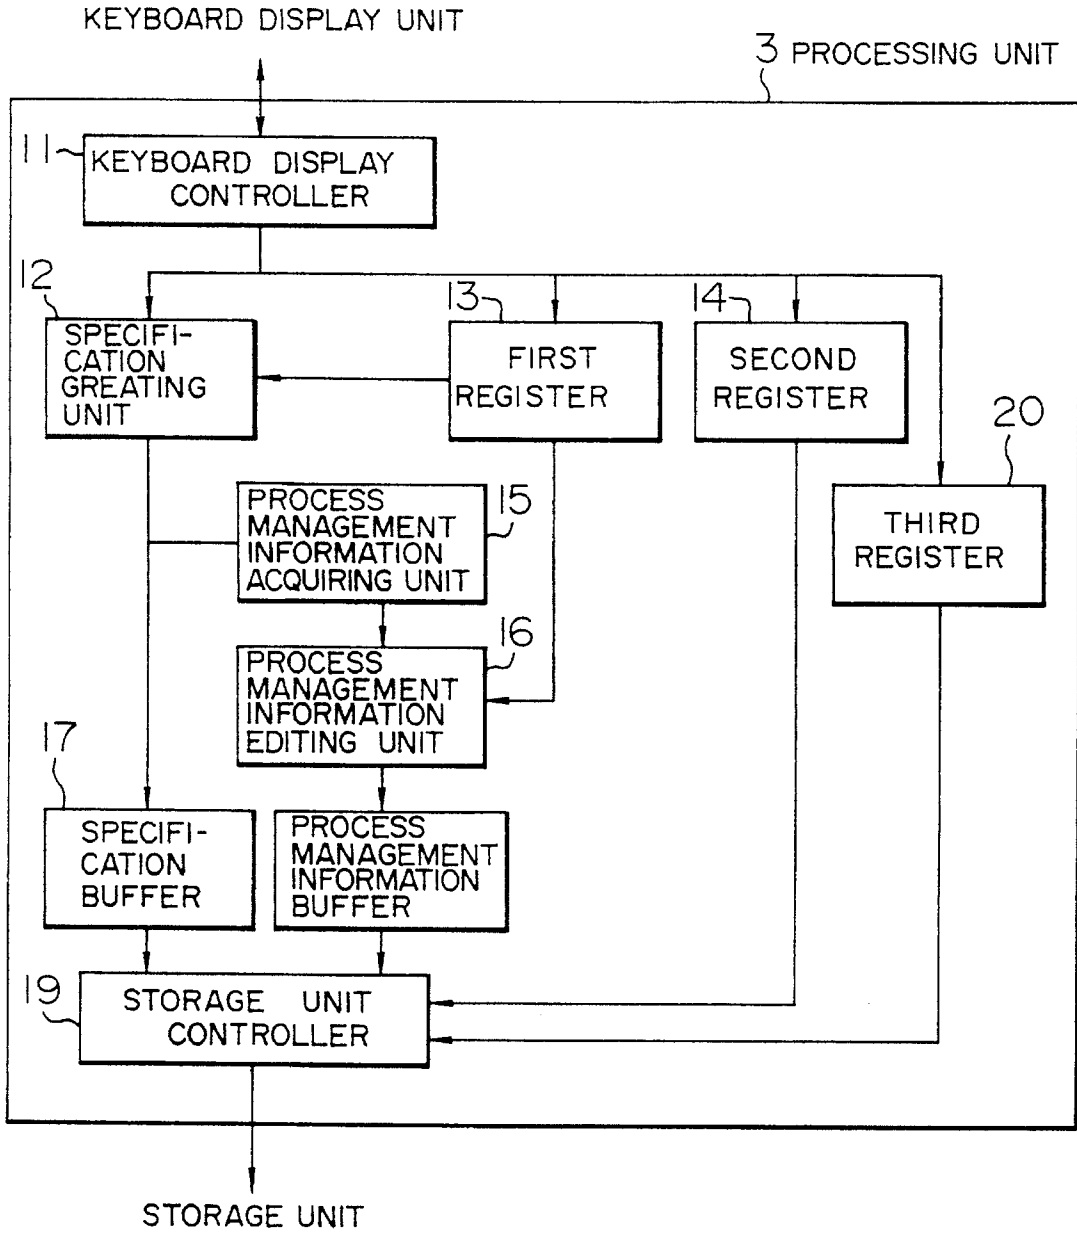 KEYBOARD DISPLAY UNIT
3 PROCESSING UNIT
11
KEYBOARD DISPLAY
CONTROLLER
12
SPECIFI-
CATION
GREATING
UNIT
13
FIRST
REGISTER
14
SECOND
REGISTER
20
THIRD
REGISTER
15
PROCESS
MANAGEMENT
INFORMATION
ACQUIRING UNIT
16
PROCESS
MANAGEMENT
INFORMATION
EDITING UNIT
17
SPECIFI-
CATION
BUFFER
PROCESS
MANAGEMENT
INFORMATION
BUFFER
19
STORAGE UNIT
CONTROLLER
STORAGE UNIT